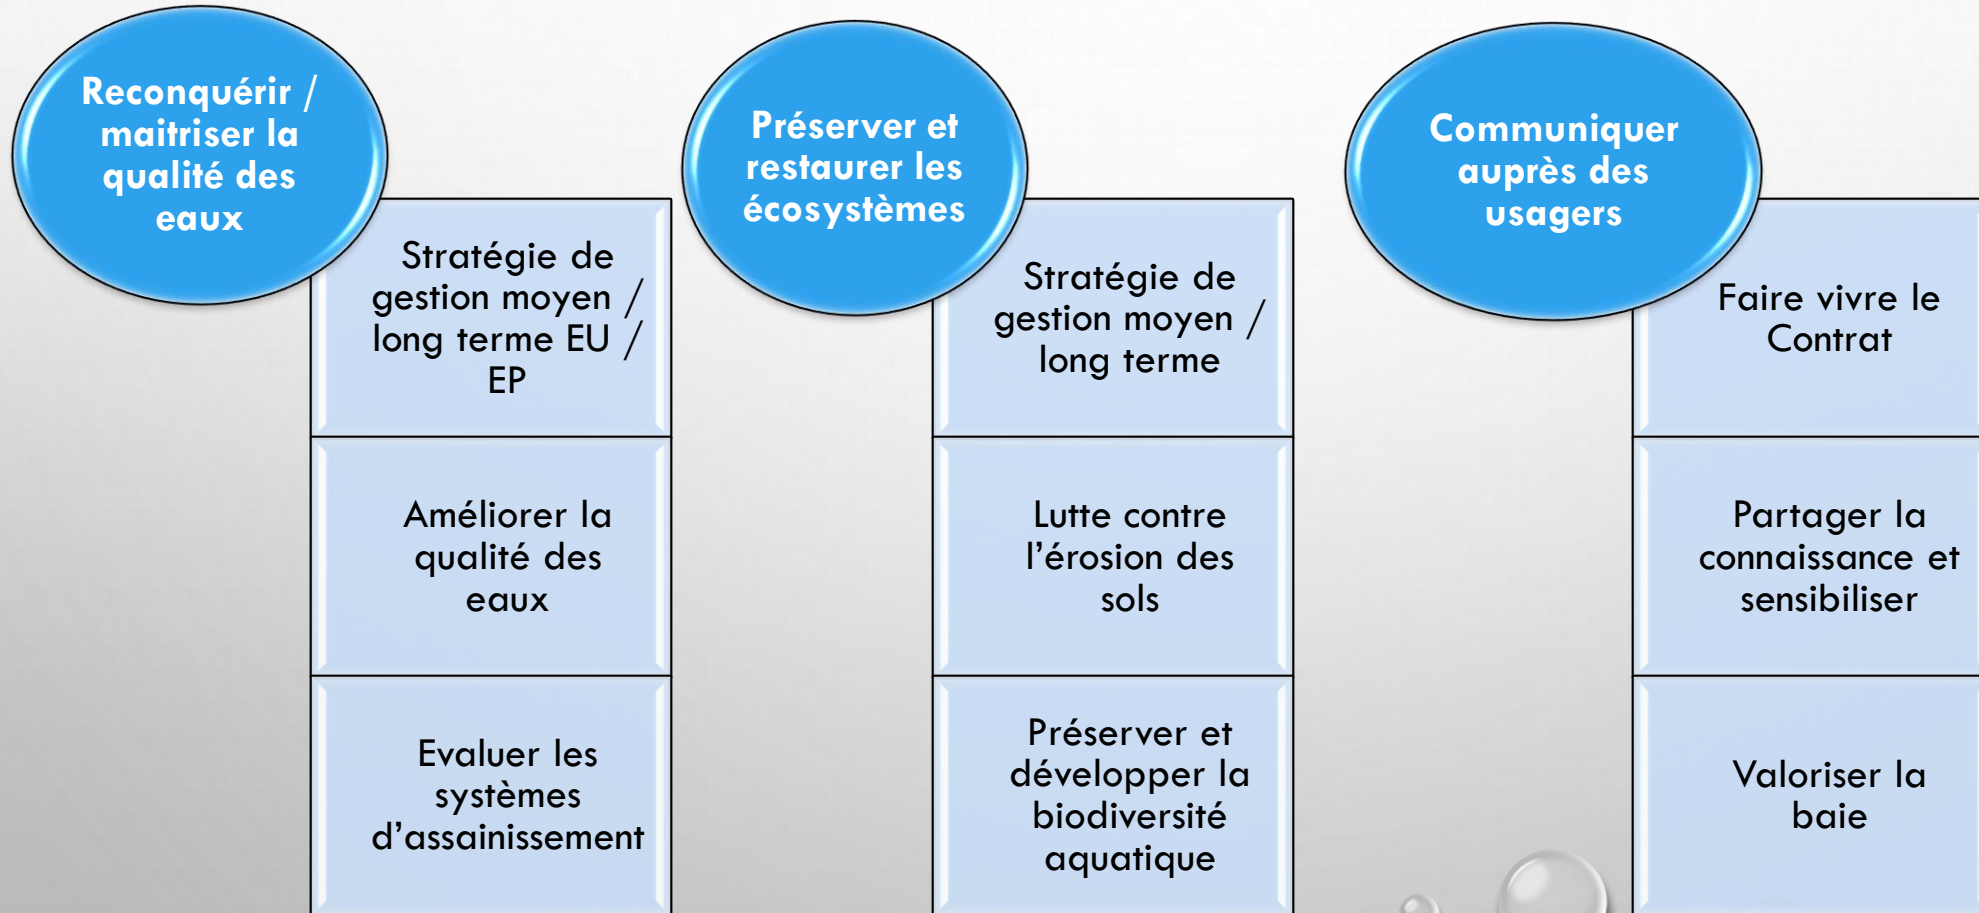 Reconquérir /
maitriser la
qualité des
eaux
Stratégie de
gestion moyen /
long terme EU /
EP
Améliorer la
qualité des
eaux
Evaluer les
systèmes
d’assainissement
Préserver et
restaurer les
écosystèmes
Stratégie de
gestion moyen /
long terme
Lutte contre
l’érosion des
sols
Préserver et
développer la
biodiversité
aquatique
Communiquer
auprès des
usagers
Faire vivre le
Contrat
Partager la
connaissance et
sensibiliser
Valoriser la
baie